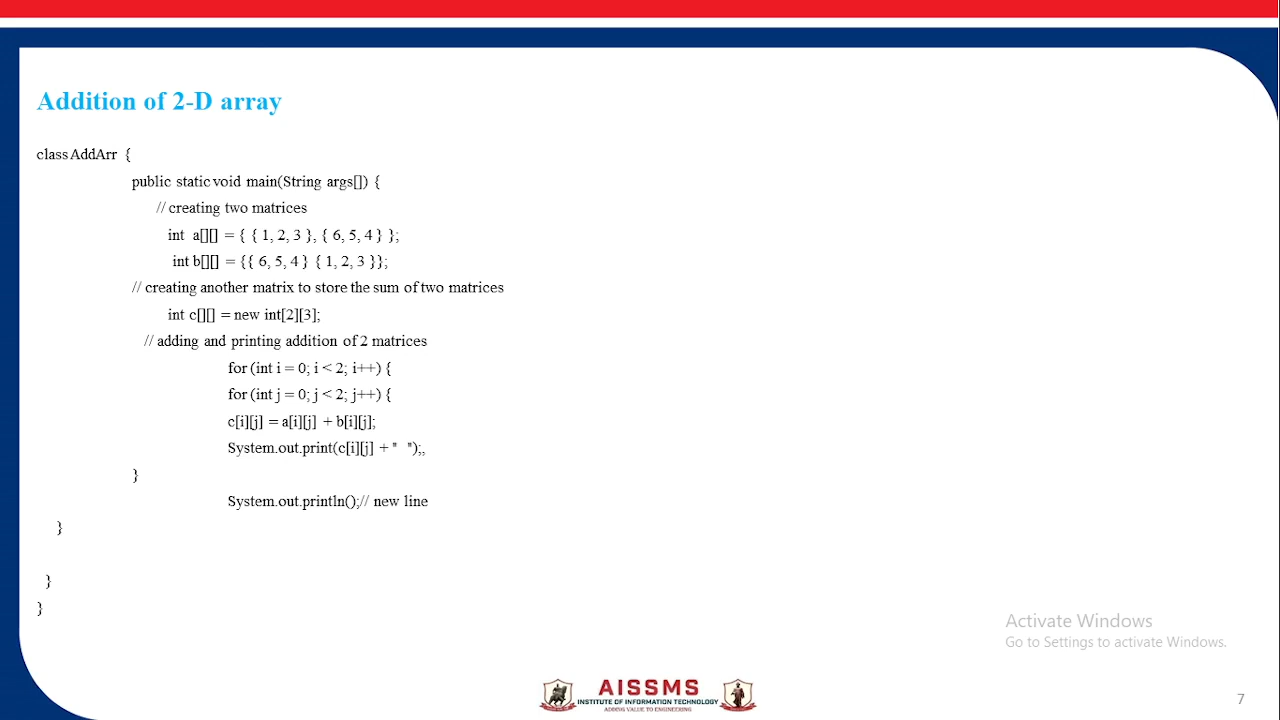 Addition of 2-D array
class AddArr {
public static void main(String args[]) {
// creating two matrices
int a[][] = { { 1, 2, 3 }, { 6, 5, 4 } };
int b[][] = {{ 6, 5, 4 } { 1, 2, 3 }};
// creating another matrix to store the sum of two matrices
int c[][] = new int[2][3];
// adding and printing addition of 2 matrices
for (int i = 0; i < 2; i++) {
for (int j = 0; j < 2; j++) {
c[i][j] = a[i][j] + b[i][j];
System.out.print(c[i][j] + " ");,
}
System.out.println();// new line
}
}
}
Activate Windows
Go to Settings to activate Windows.
AISSMS
INSTITUTE OF INFORMATION TECHNOLOGY
ADDING VALUE TO ENGINEERING
7